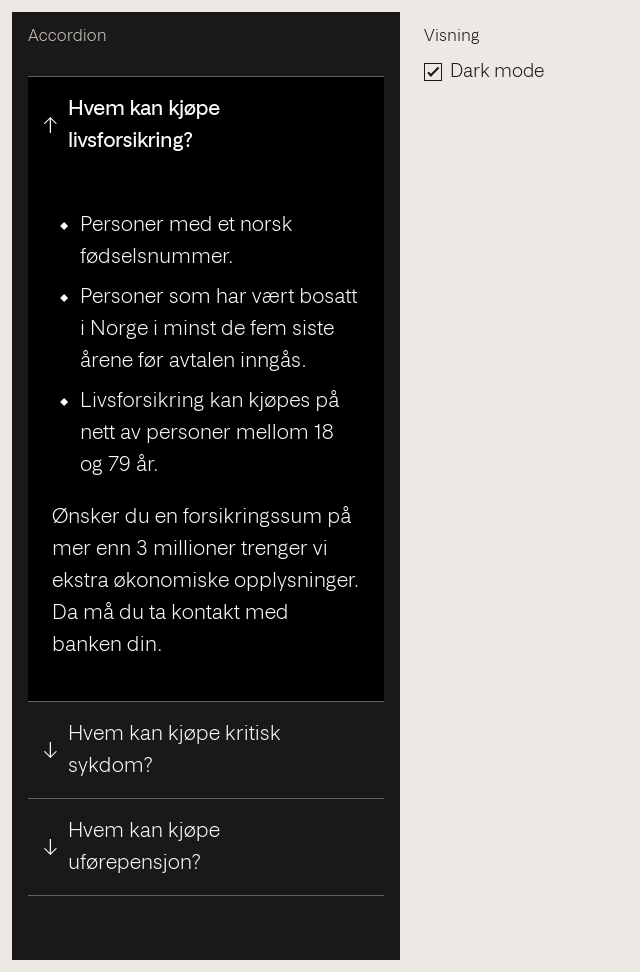 Accordion
Hvem kan kjøpe
livsforsikring?
Personer med et norsk
fødselsnummer.
Personer som har vært bosatt
i Norge i minst de fem siste
årene før avtalen inngås.
Livsforsikring kan kjøpes på
nett av personer mellom 18
og 79 år.
Ønsker du en forsikringssum på
mer enn 3 millioner trenger vi
ekstra økonomiske opplysninger.
Da må du ta kontakt med
banken din.
Hvem kan kjøpe kritisk
sykdom?
Hvem kan kjøpe
uførepensjon?
Visning
Dark mode